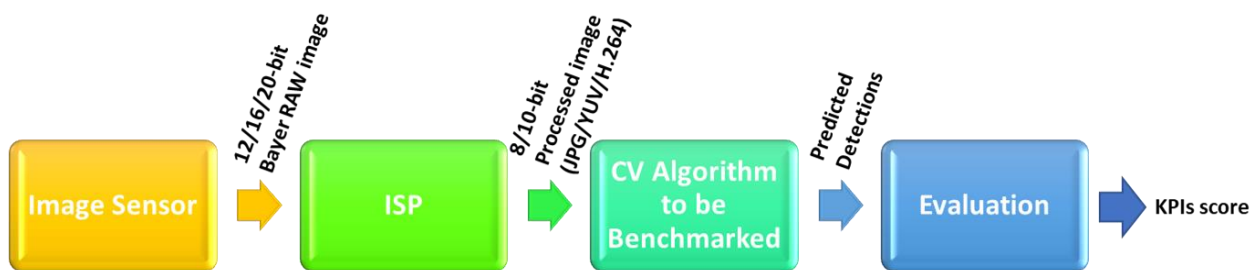 Image Sensor
12/16/20-bit
Bayer RAW image
ISP
8/10-bit
Processed image
(JPG/YUV/H.264)
CV Algorithm
to be
Benchmarked
Predicted
Detections
Evaluation
KPIs score